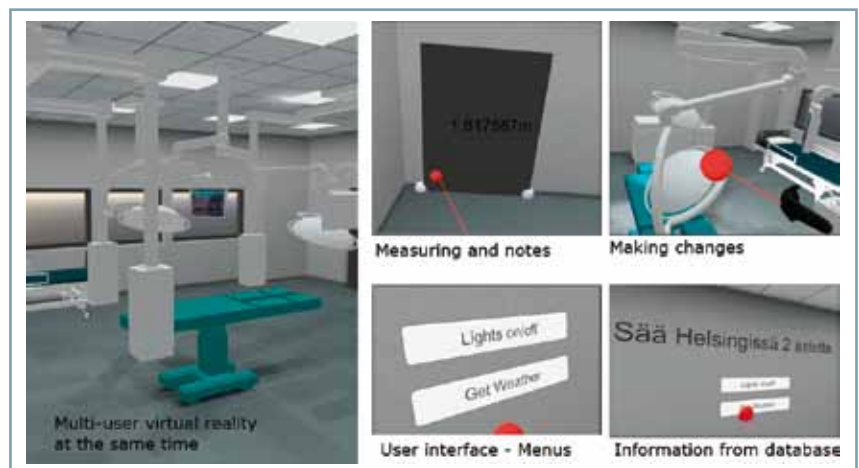 Multi-user virtual reality
at the same time
1.617567m
Measuring and notes
Making changes
Lights on/off
Get Weather
User interface - Menus
Sää Helsingissä 2 astetta
Information from database